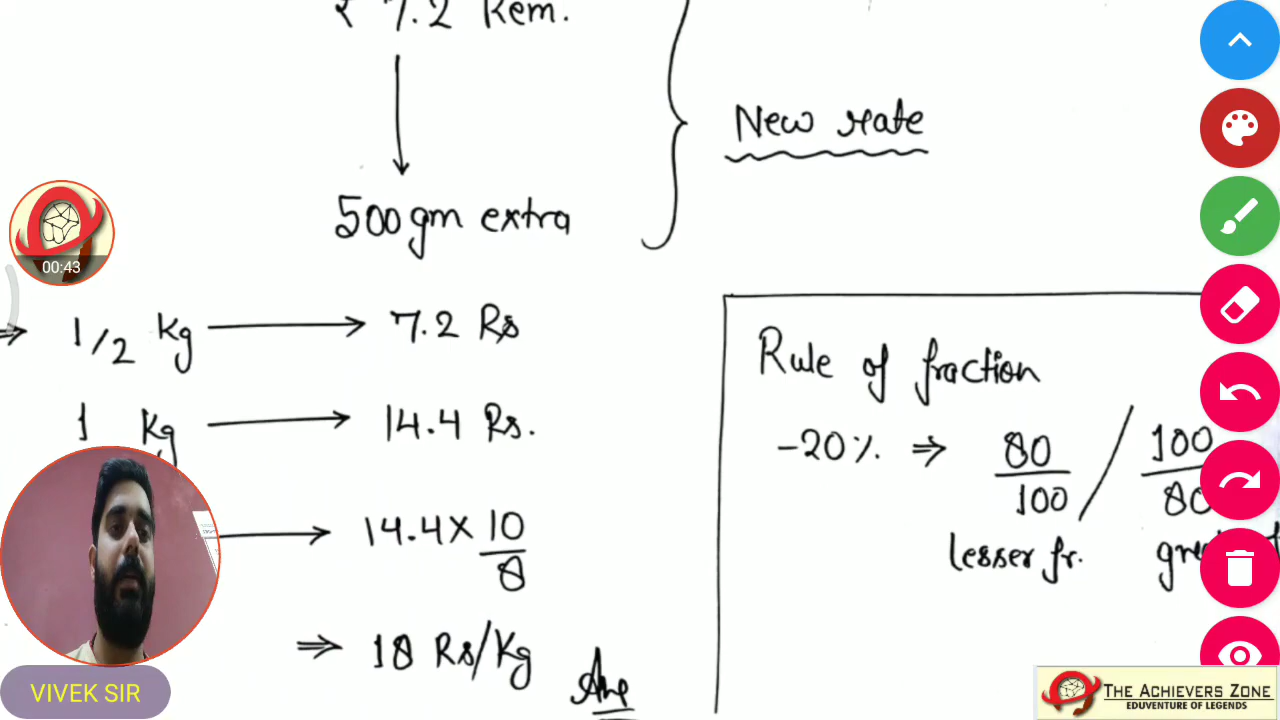 ₹ 7.2 Rem.
New rate
500gm extra
00:43
⇒ 1/2 Kg → 7.2 Rs
1 Kg → 14.4 Rs.
→ 14.4 × 10/8
⇒ 18 Rs/Kg Ans
Rule of fraction
-20% ⇒ 80/100 / 100/80
lesser fr.
VIVEK SIR
THE ACHIEVERS ZONE
EDUVENTURE OF LEGENDS